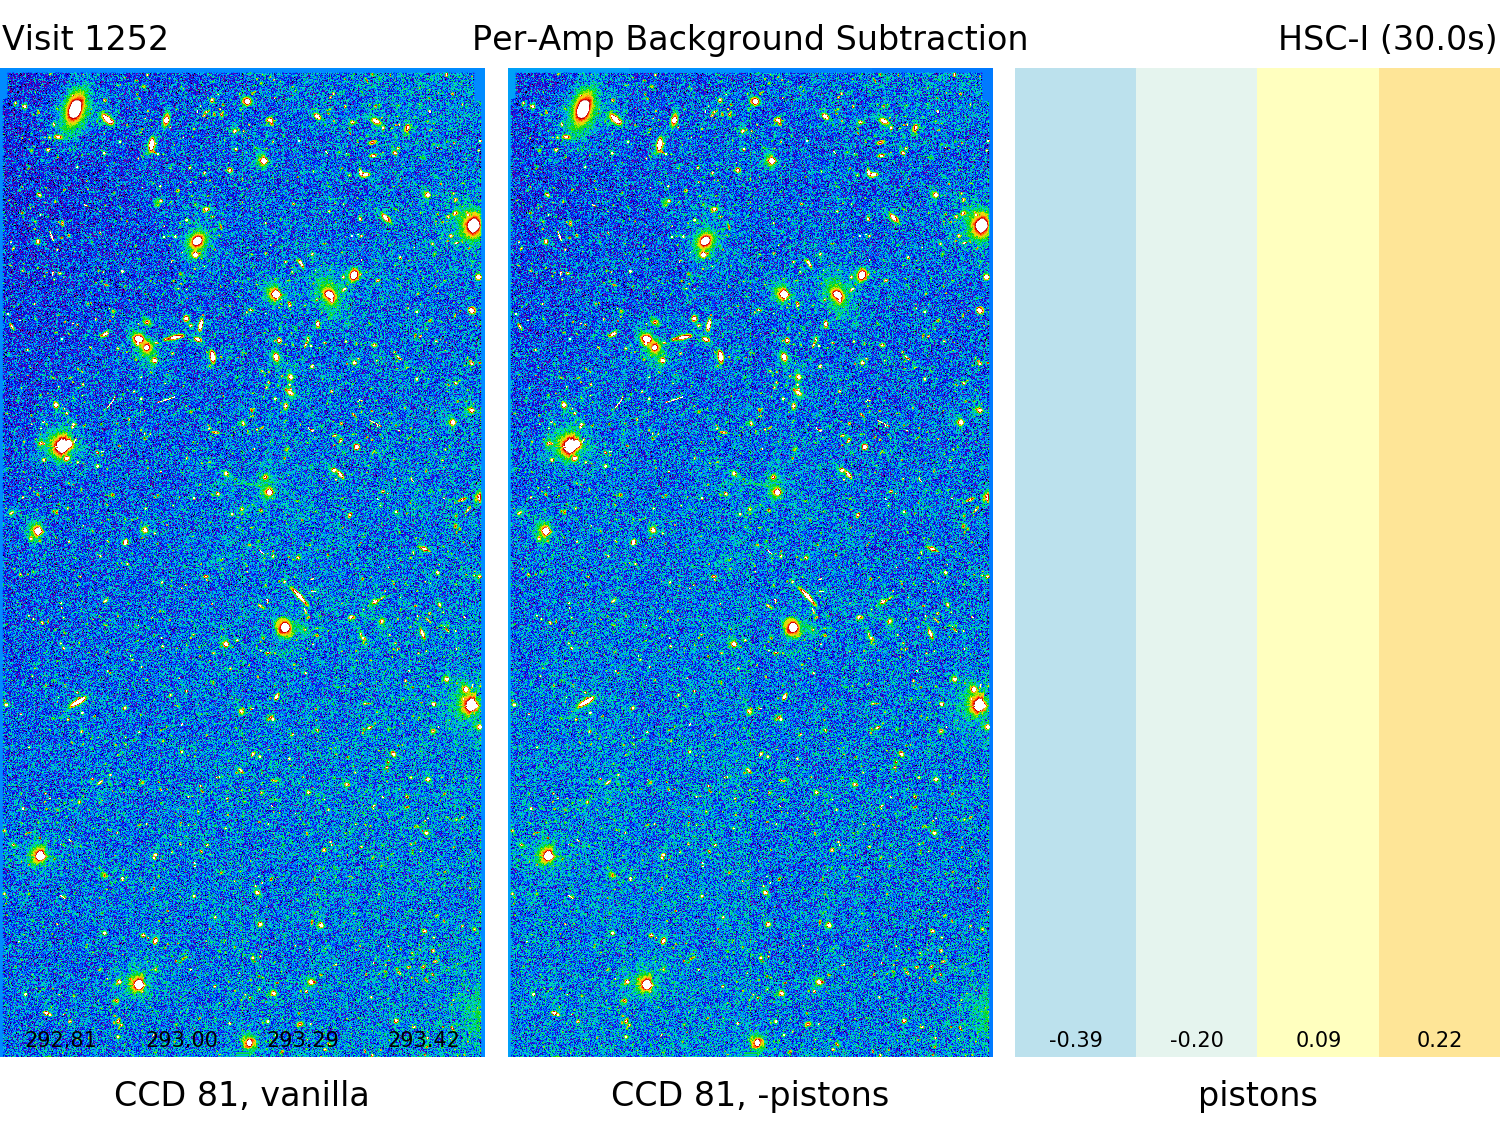 Visit 1252 Per-Amp Background Subtraction HSC-I (30.0s)
292.81 293.00 293.29 293.42 -0.39 -0.20 0.09 0.22
CCD 81, vanilla CCD 81, -pistons pistons